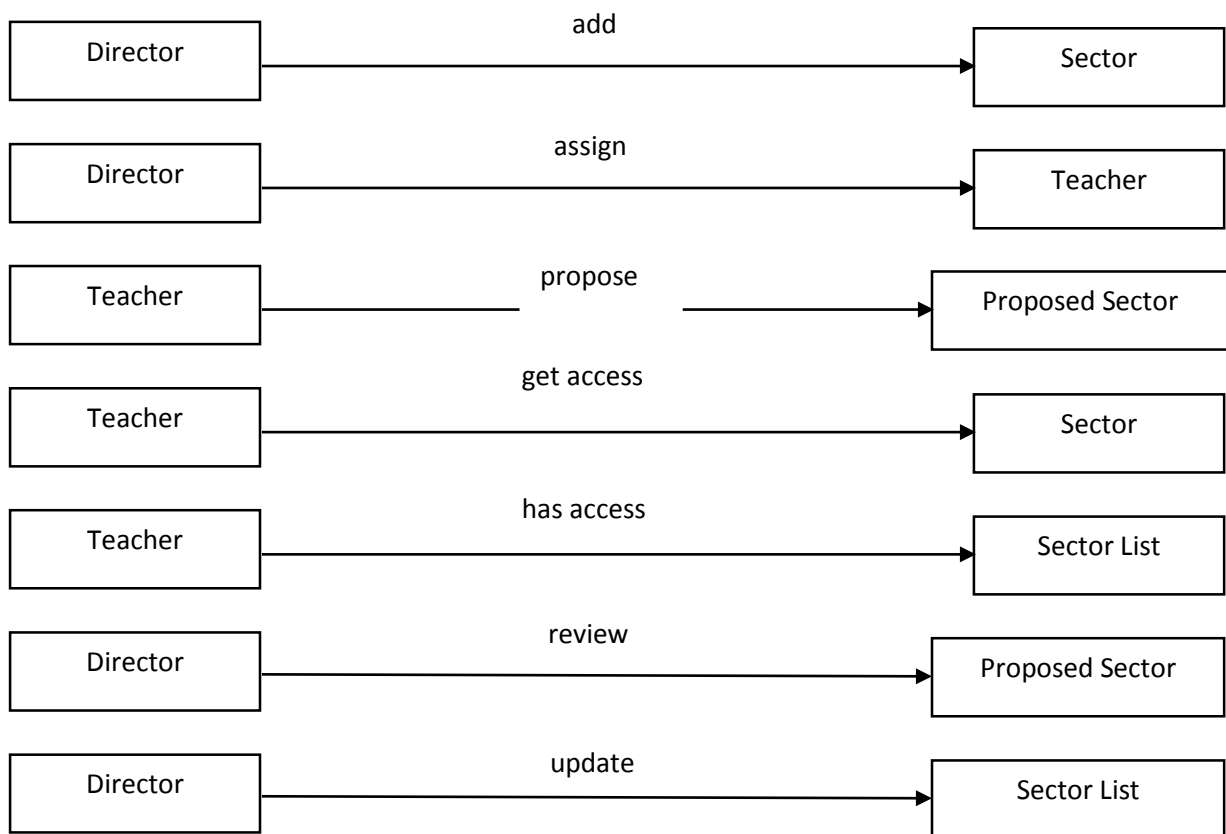 add
Director
Sector
assign
Director
Teacher
propose
Teacher
Proposed Sector
get access
Teacher
Sector
has access
Teacher
Sector List
review
Director
Proposed Sector
update
Director
Sector List